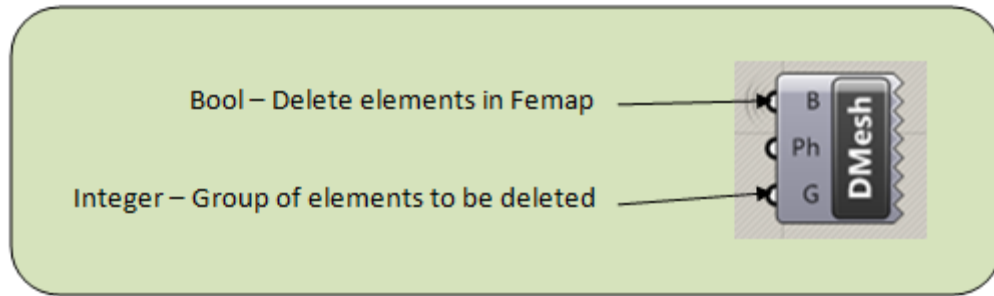 Bool – Delete elements in Femap
B
Ph
Integer – Group of elements to be deleted
G
DMesh